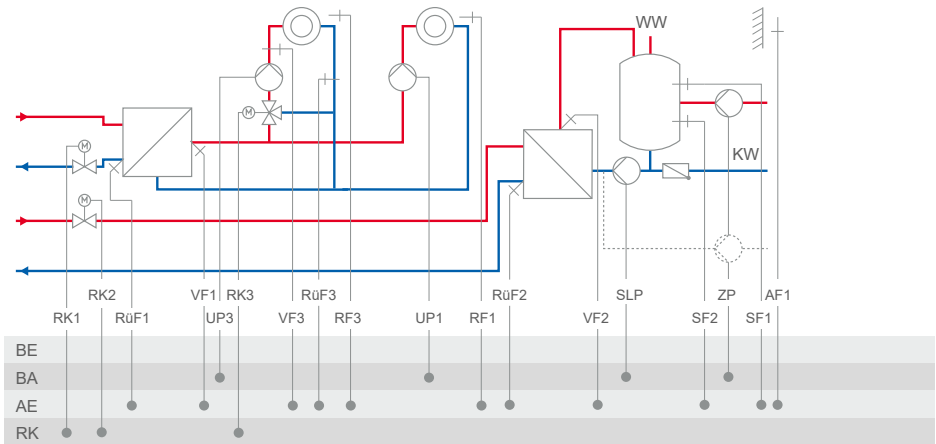 WW
M
KW
M
M
RK2 VF1 RK3 RüF3 RüF2 SLP ZP AF1
RK1 RüF1 UP3 VF3 RF3 UP1 RF1 VF2 SF2 SF1
BE
BA
AE
RK